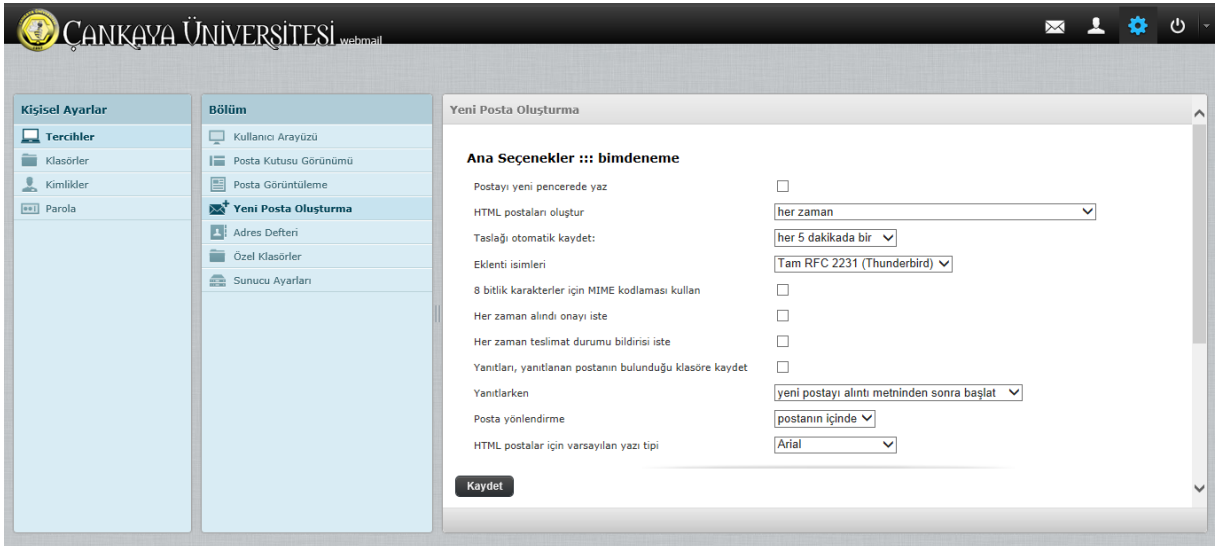 ÇANKAYA ÜNİVERSİTESİ webmail
Kişisel Ayarlar
Tercihler
Klasörler
Kimlikler
Parola
Bölüm
Kullanıcı Arayüzü
Posta Kutusu Görünümü
Posta Görüntüleme
Yeni Posta Oluşturma
Adres Defteri
Özel Klasörler
Sunucu Ayarları
Yeni Posta Oluşturma
Ana Seçenekler ::: bimdeneme
Postayı yeni pencerede yaz
HTML postaları oluştur her zaman
Taslağı otomatik kaydet: her 5 dakikada bir
Eklenti isimleri Tam RFC 2231 (Thunderbird)
8 bitlik karakterler için MIME kodlaması kullan
Her zaman alındı onayı iste
Her zaman teslimat durumu bildirisi iste
Yanıtları, yanıtlanan postanın bulunduğu klasöre kaydet
Yanıtlarken yeni postayı alıntı metninden sonra başlat
Posta yönlendirme postanın içinde
HTML postalar için varsayılan yazı tipi Arial
Kaydet